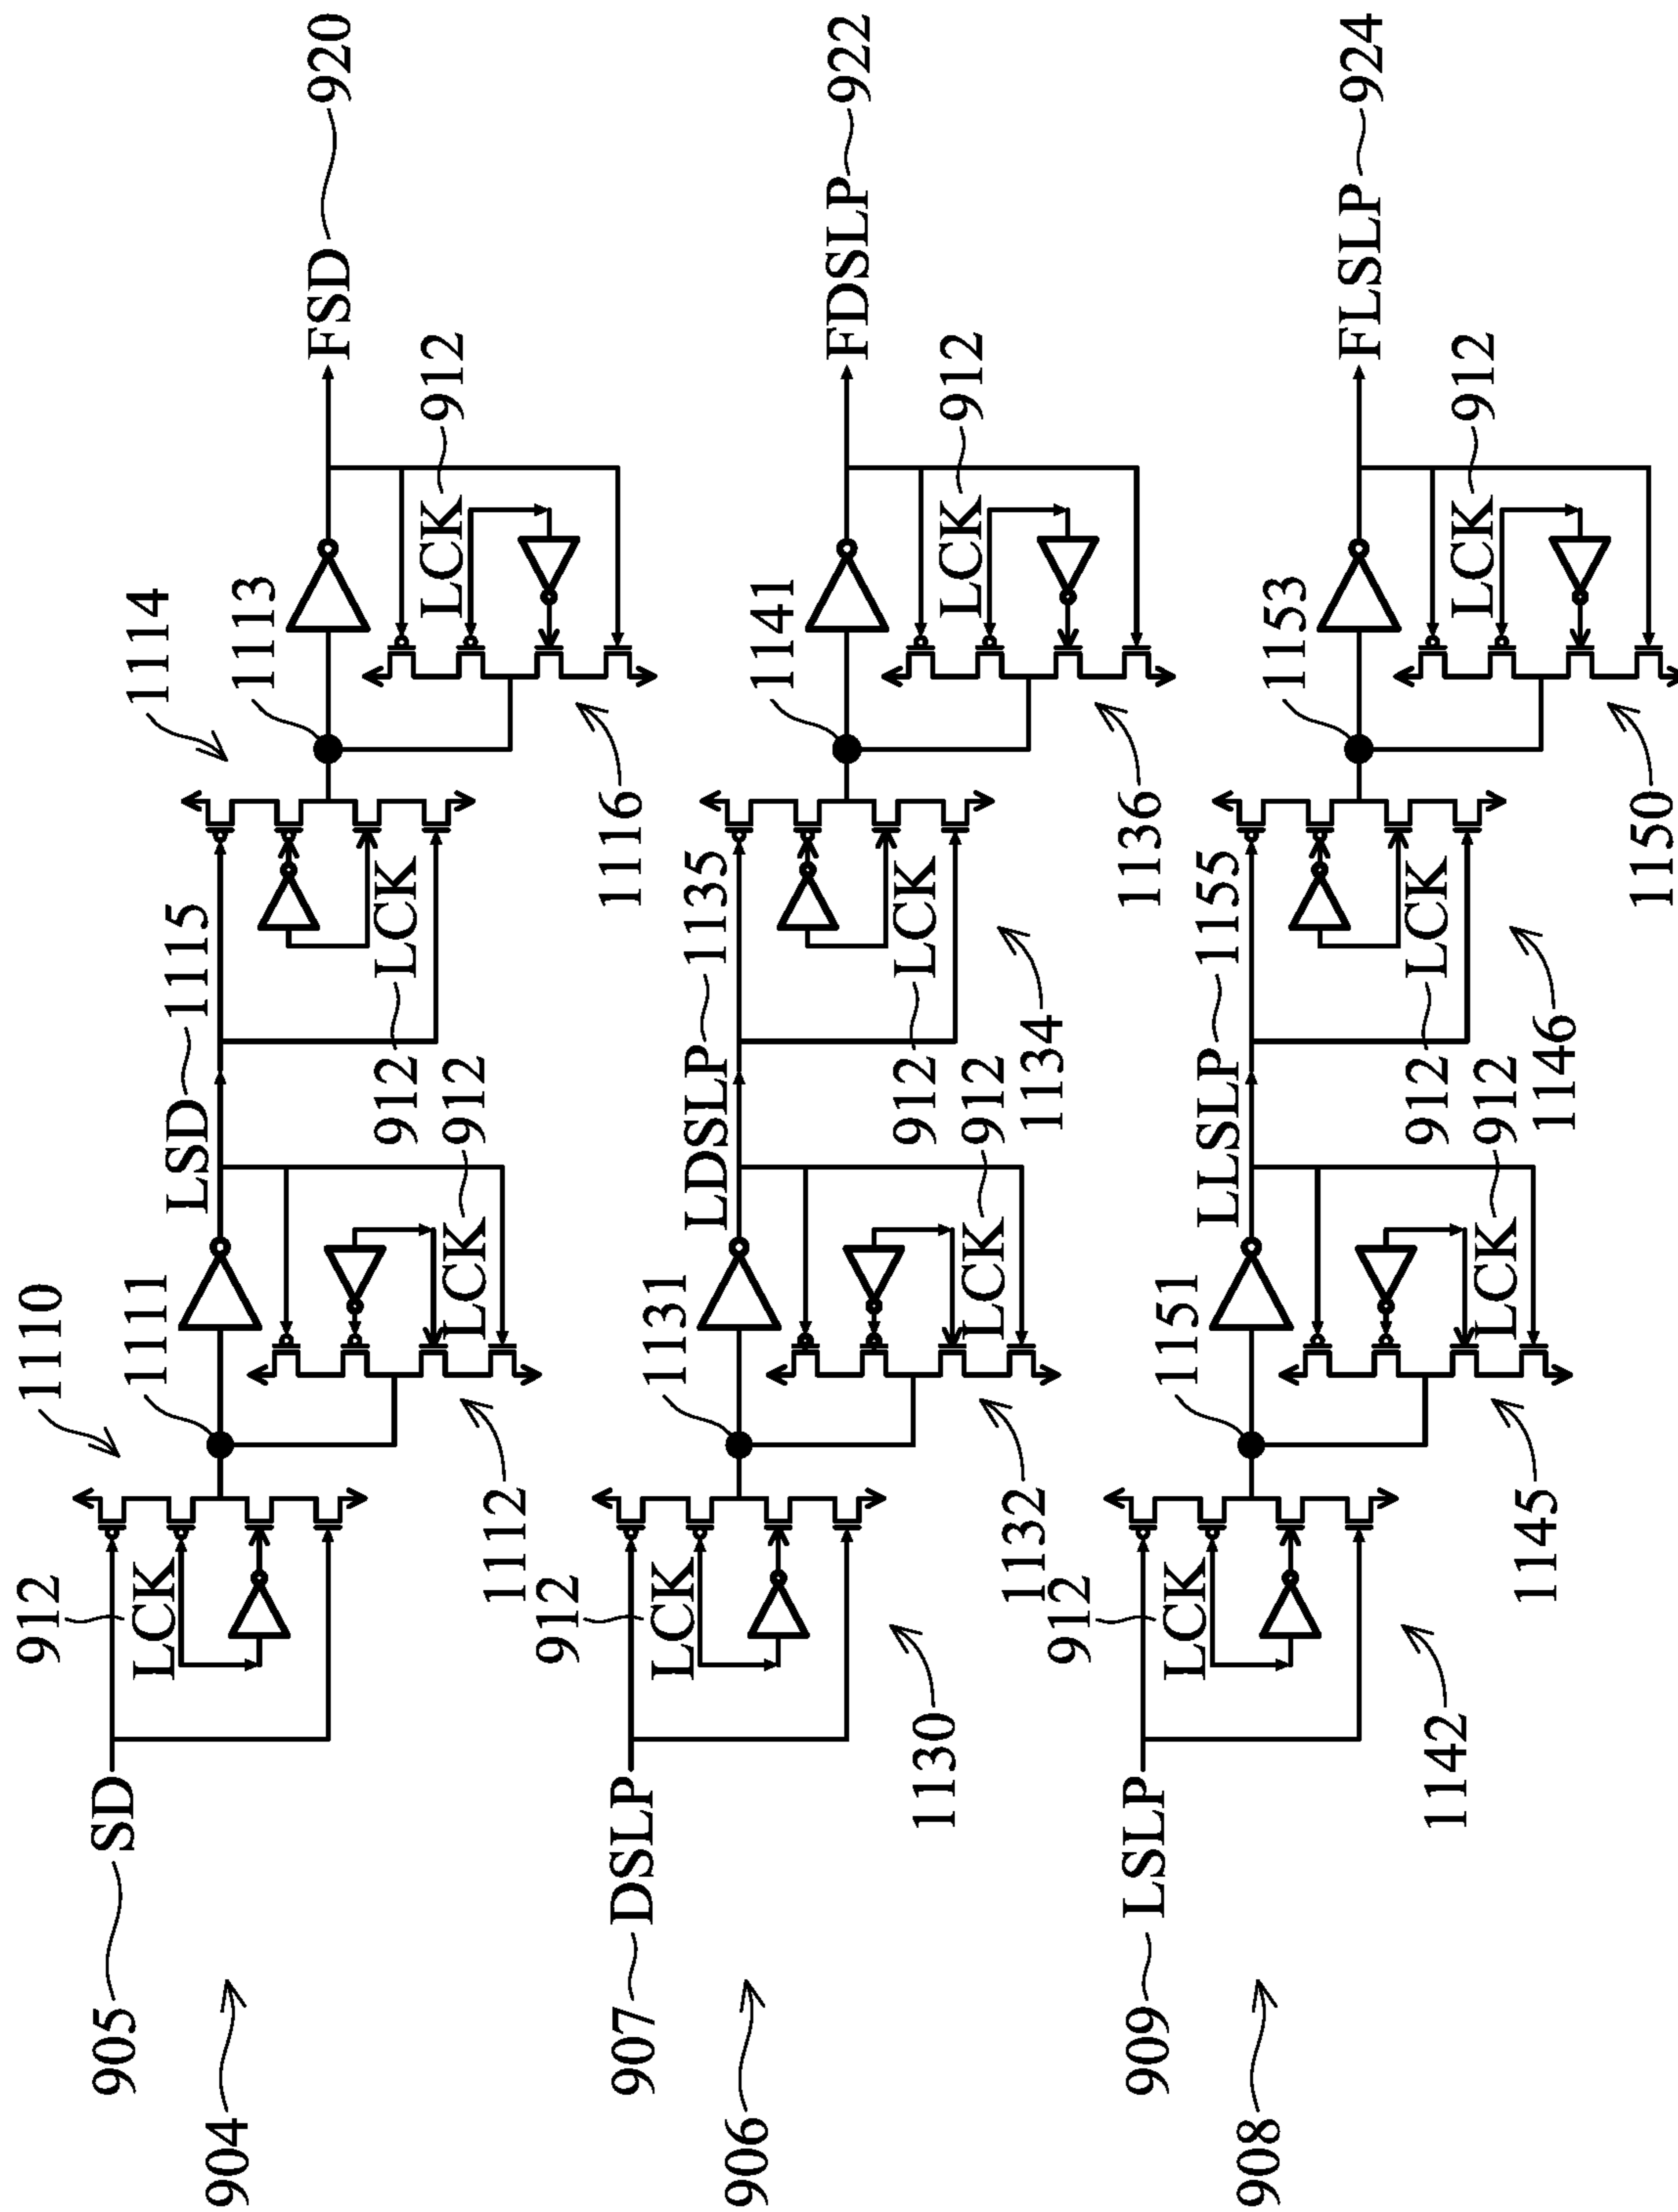 904
905 SD
912
LCK
1110
1111
1112
LSD 1115
LCK 912
912 LCK
1114
1113
1116
LCK 912
FSD 920
906
907 DSLP
912
LCK
1130
1131
1132
LDSLP 1135
LCK 912
912 LCK
1134
1141
1136
LCK 912
FDSLP 922
908
909 LSLP
912
LCK
1142
1151
1145
LLSLP 1155
LCK 912
912 LCK
1146
1153
1150
LCK 912
FLSLP 924